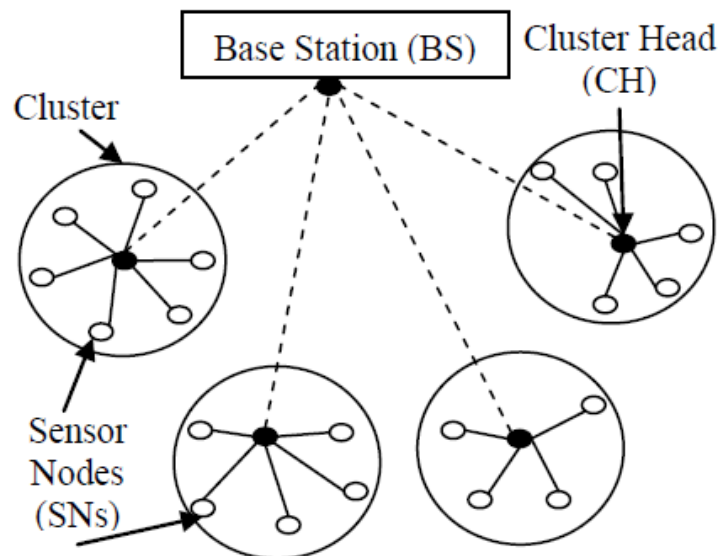 Base Station (BS)
Cluster Head
(CH)
Cluster
Sensor
Nodes
(SNs)